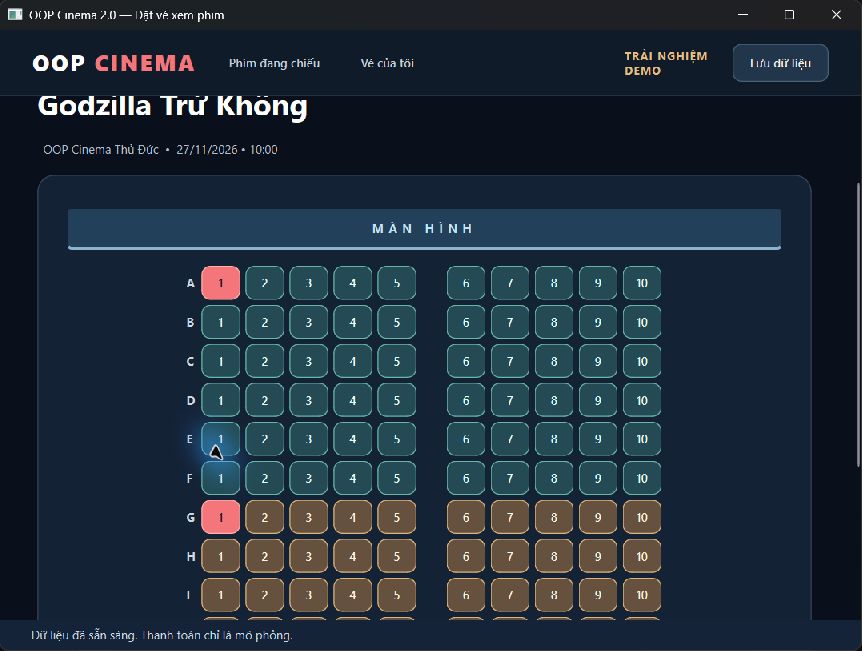 OOP Cinema 2.0 — Đặt vé xem phim
OOP CINEMA Phim đang chiếu Vé của tôi TRẢI NGHIỆM DEMO Lưu dữ liệu
Godzilla Trừ Không
OOP Cinema Thủ Đức • 27/11/2026 • 10:00
MÀN HÌNH
A 1 2 3 4 5 6 7 8 9 10
B 1 2 3 4 5 6 7 8 9 10
C 1 2 3 4 5 6 7 8 9 10
D 1 2 3 4 5 6 7 8 9 10
E 1 2 3 4 5 6 7 8 9 10
F 1 2 3 4 5 6 7 8 9 10
G 1 2 3 4 5 6 7 8 9 10
H 1 2 3 4 5 6 7 8 9 10
I 1 2 3 4 5 6 7 8 9 10
Dữ liệu đã sẵn sàng. Thanh toán chỉ là mô phỏng.